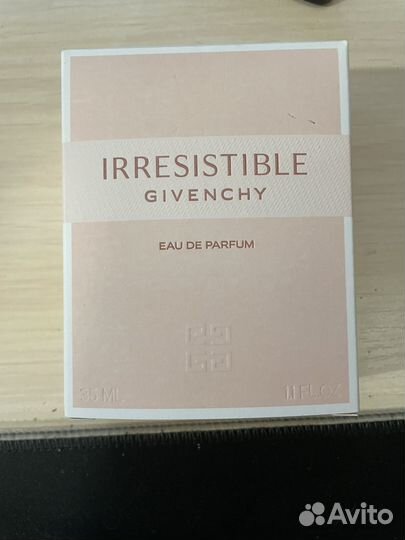 IRRESISTIBLE
GIVENCHY
EAU DE PARFUM
35 ML 1.1 FL.OZ.
Avito